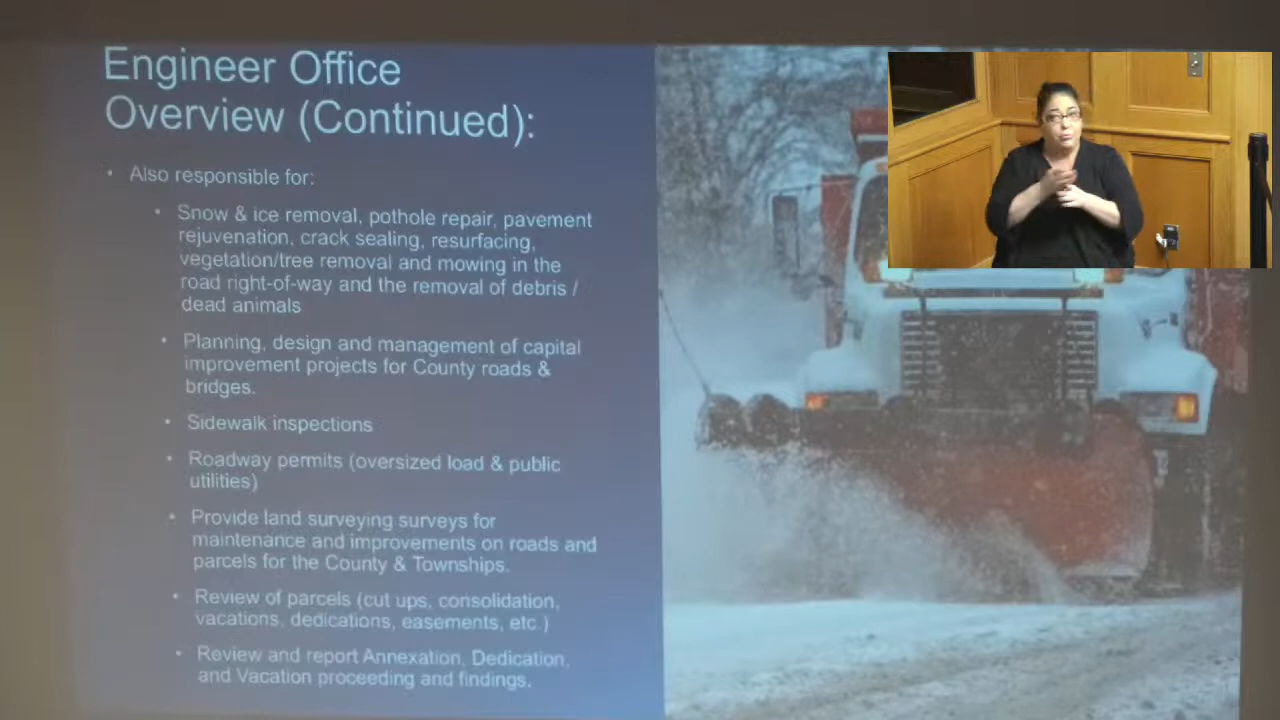 Engineer Office
Overview (Continued):
• Also responsible for:
• Snow & ice removal, pothole repair, pavement
rejuvenation, crack sealing, resurfacing,
vegetation/tree removal and mowing in the
road right-of-way and the removal of debris /
dead animals
• Planning, design and management of capital
improvement projects for County roads &
bridges.
• Sidewalk inspections
• Roadway permits (oversized load & public
utilities)
• Provide land surveying surveys for
maintenance and improvements on roads and
parcels for the County & Townships.
• Review of parcels (cut ups, consolidation,
vacations, dedications, easements, etc.)
• Review and report Annexation, Dedication,
and Vacation proceeding and findings.